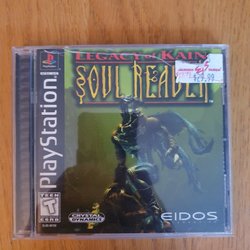 LEGACY OF KAIN
SOUL REAVER
PlayStation
TEEN
T
CRYSTAL
DYNAMICS
EIDOS